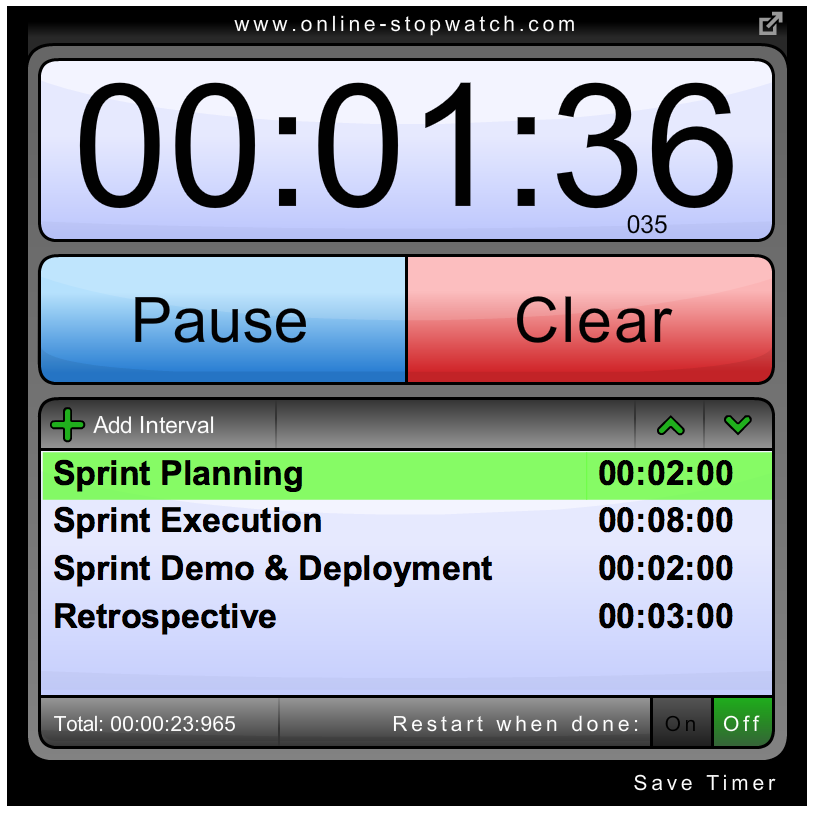 www.online-stopwatch.com
00:01:36
035
Pause Clear
Add Interval
Sprint Planning 00:02:00
Sprint Execution 00:08:00
Sprint Demo & Deployment 00:02:00
Retrospective 00:03:00
Total: 00:00:23:965 Restart when done: On Off
Save Timer